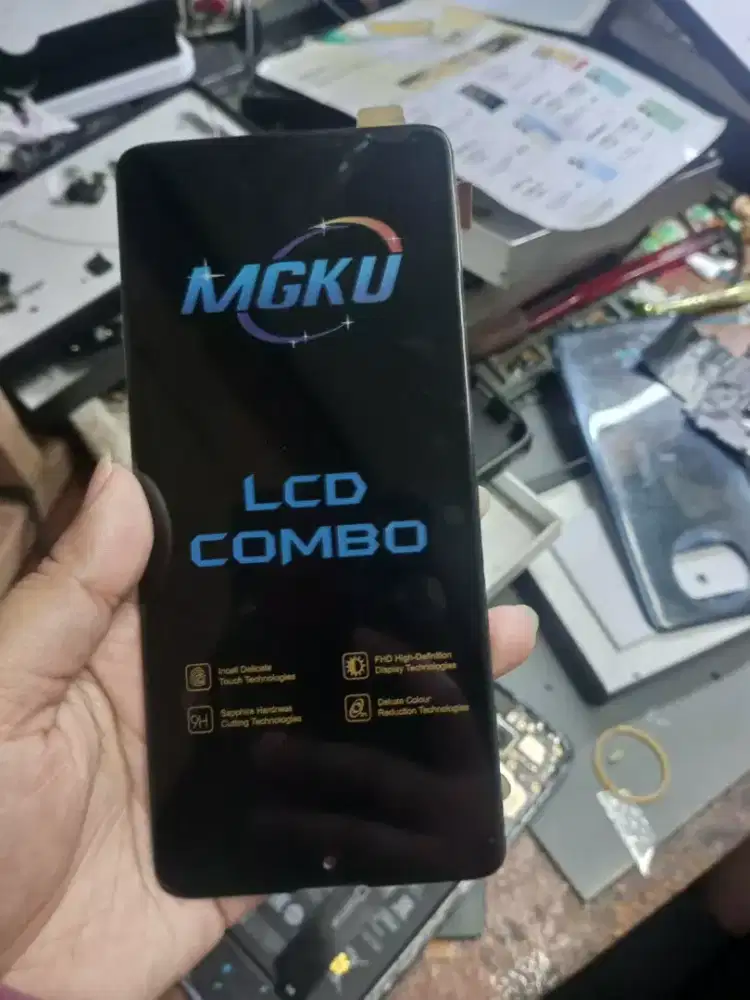 MGKU
LCD
COMBO
Incell Delicate
Touch Technologies
FHD High-Definition
Display Technologies
9H
Sapphire Hardness
Cutting Technologies
Deluxe Colour
Reduction Technologies